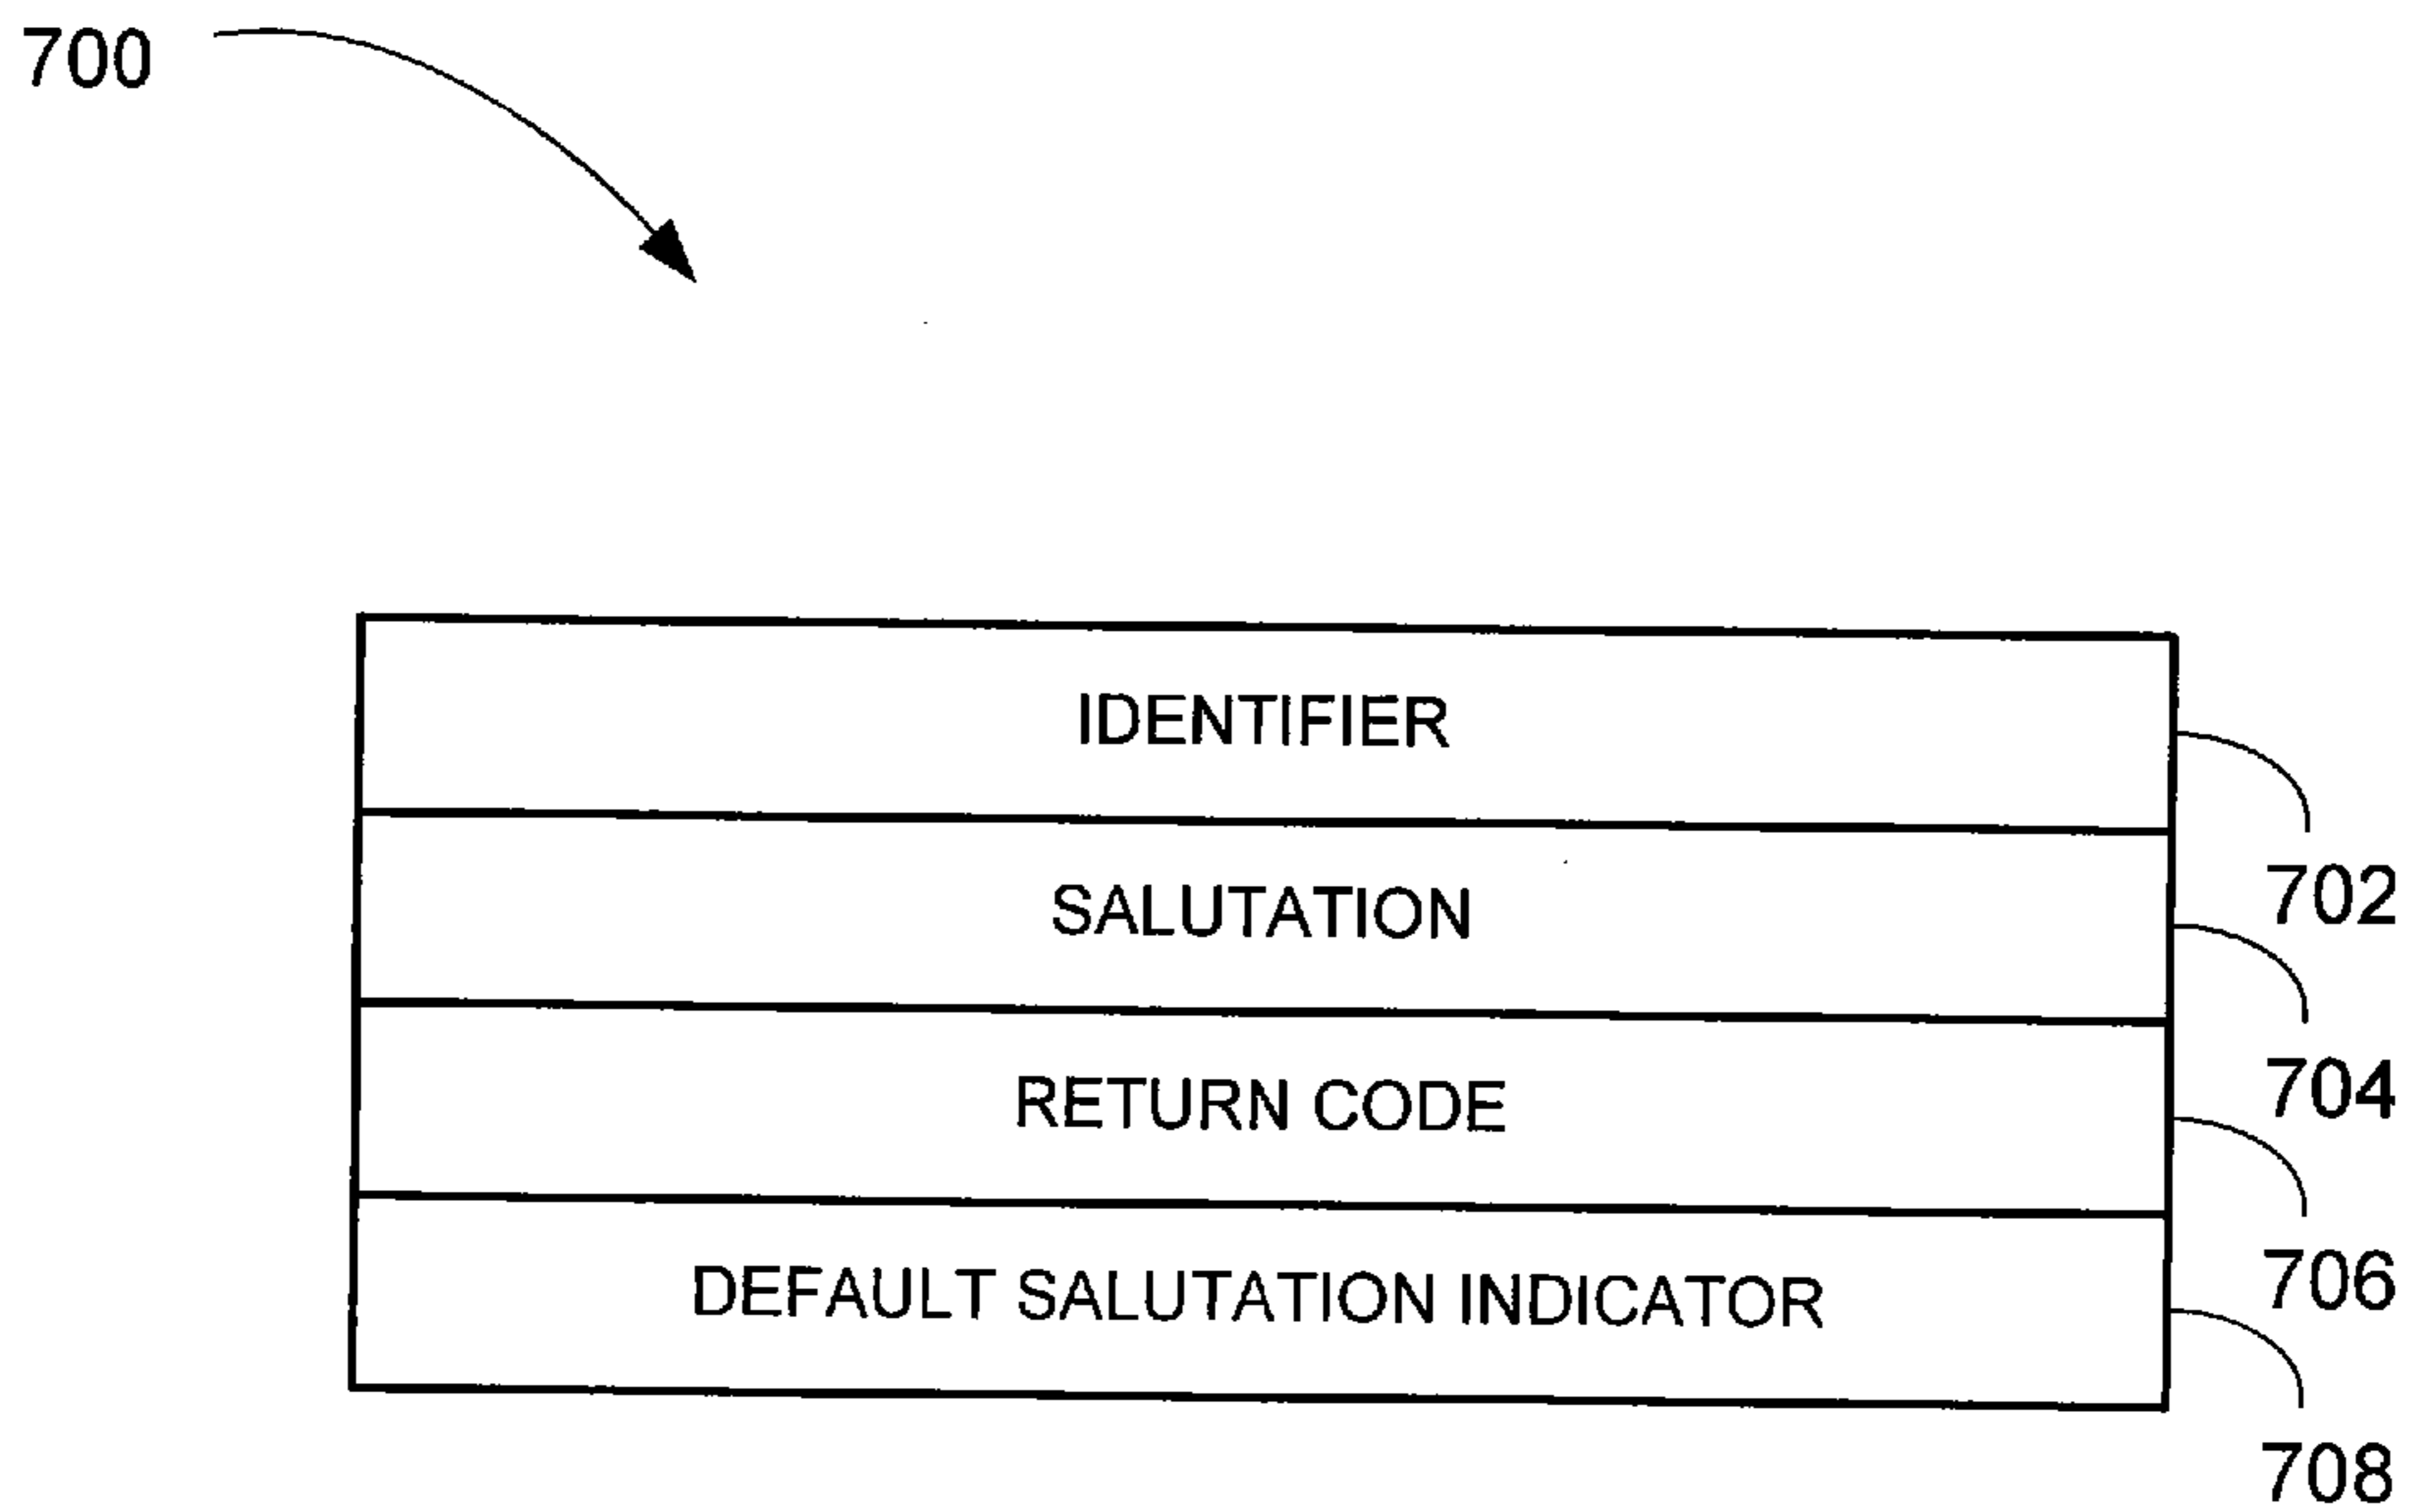 700
IDENTIFIER
702
SALUTATION
704
RETURN CODE
706
DEFAULT SALUTATION INDICATOR
708